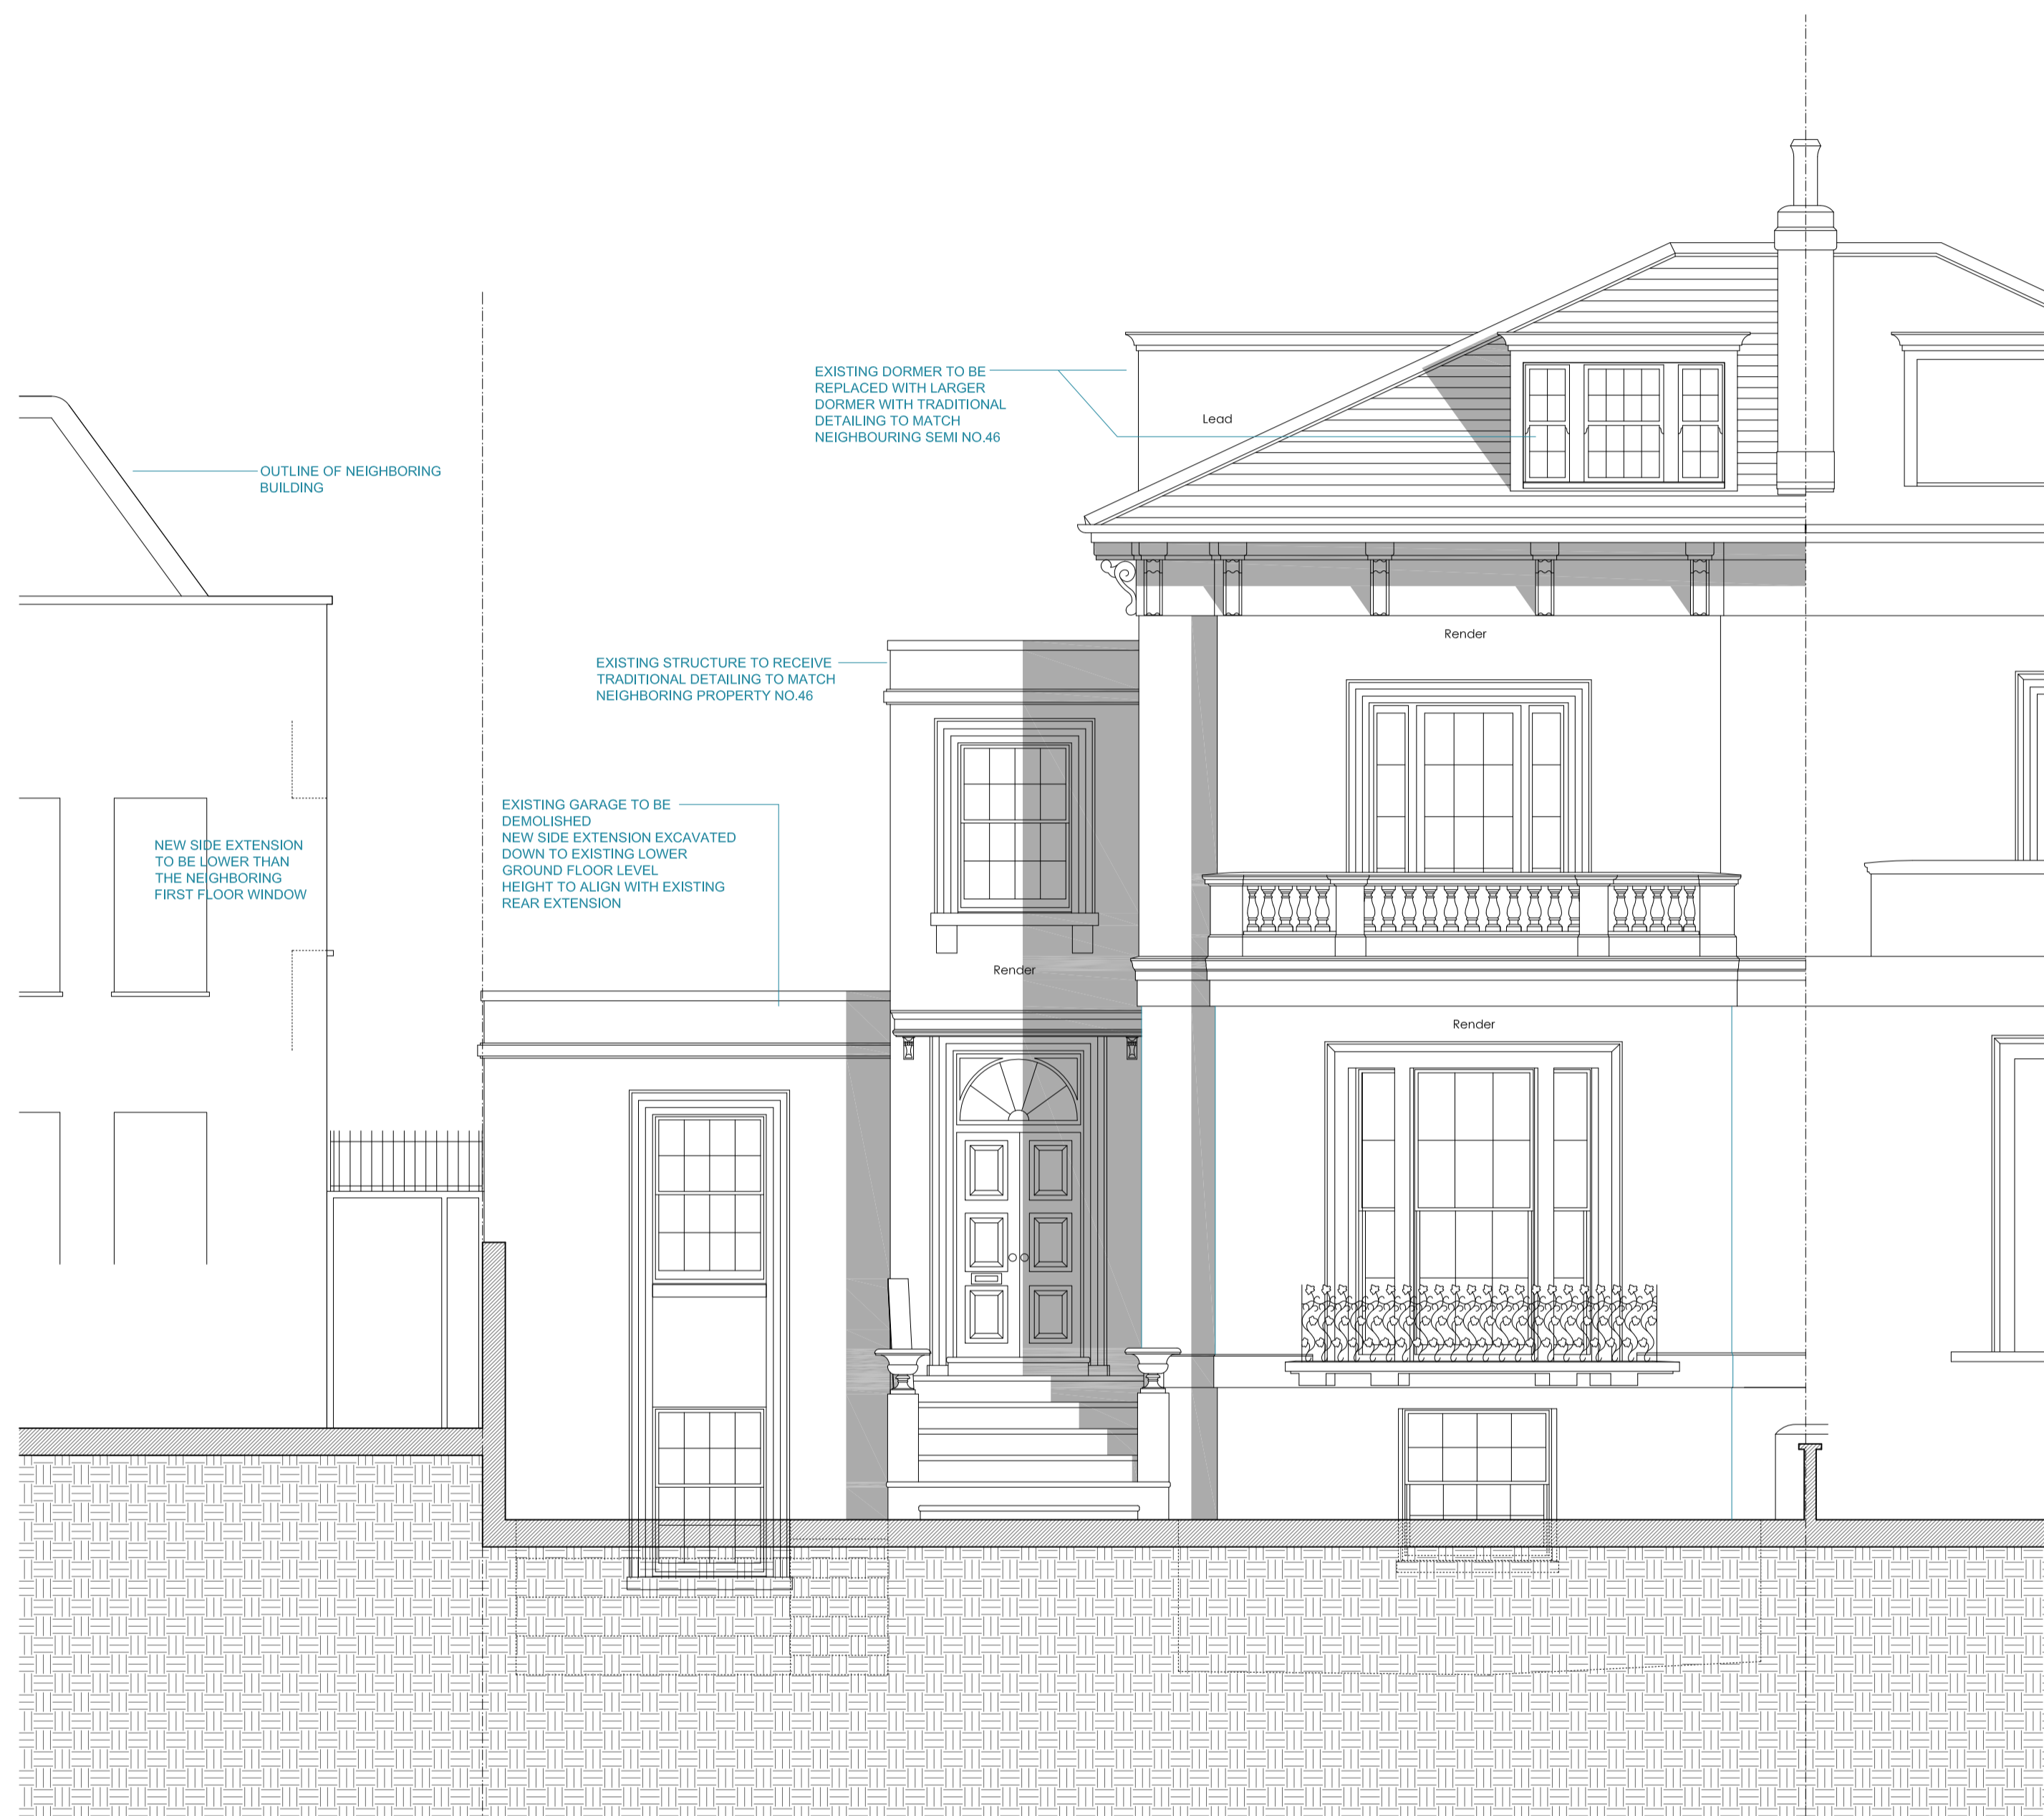 EXISTING DORMER TO BE
REPLACED WITH LARGER
DORMER WITH TRADITIONAL
DETAILING TO MATCH
NEIGHBOURING SEMI NO.46
Lead
OUTLINE OF NEIGHBORING
BUILDING
Render
EXISTING STRUCTURE TO RECEIVE
TRADITIONAL DETAILING TO MATCH
NEIGHBORING PROPERTY NO.46
EXISTING GARAGE TO BE
DEMOLISHED
NEW SIDE EXTENSION EXCAVATED
DOWN TO EXISTING LOWER
GROUND FLOOR LEVEL
HEIGHT TO ALIGN WITH EXISTING
REAR EXTENSION
NEW SIDE EXTENSION
TO BE LOWER THAN
THE NEIGHBORING
FIRST FLOOR WINDOW
Render
Render